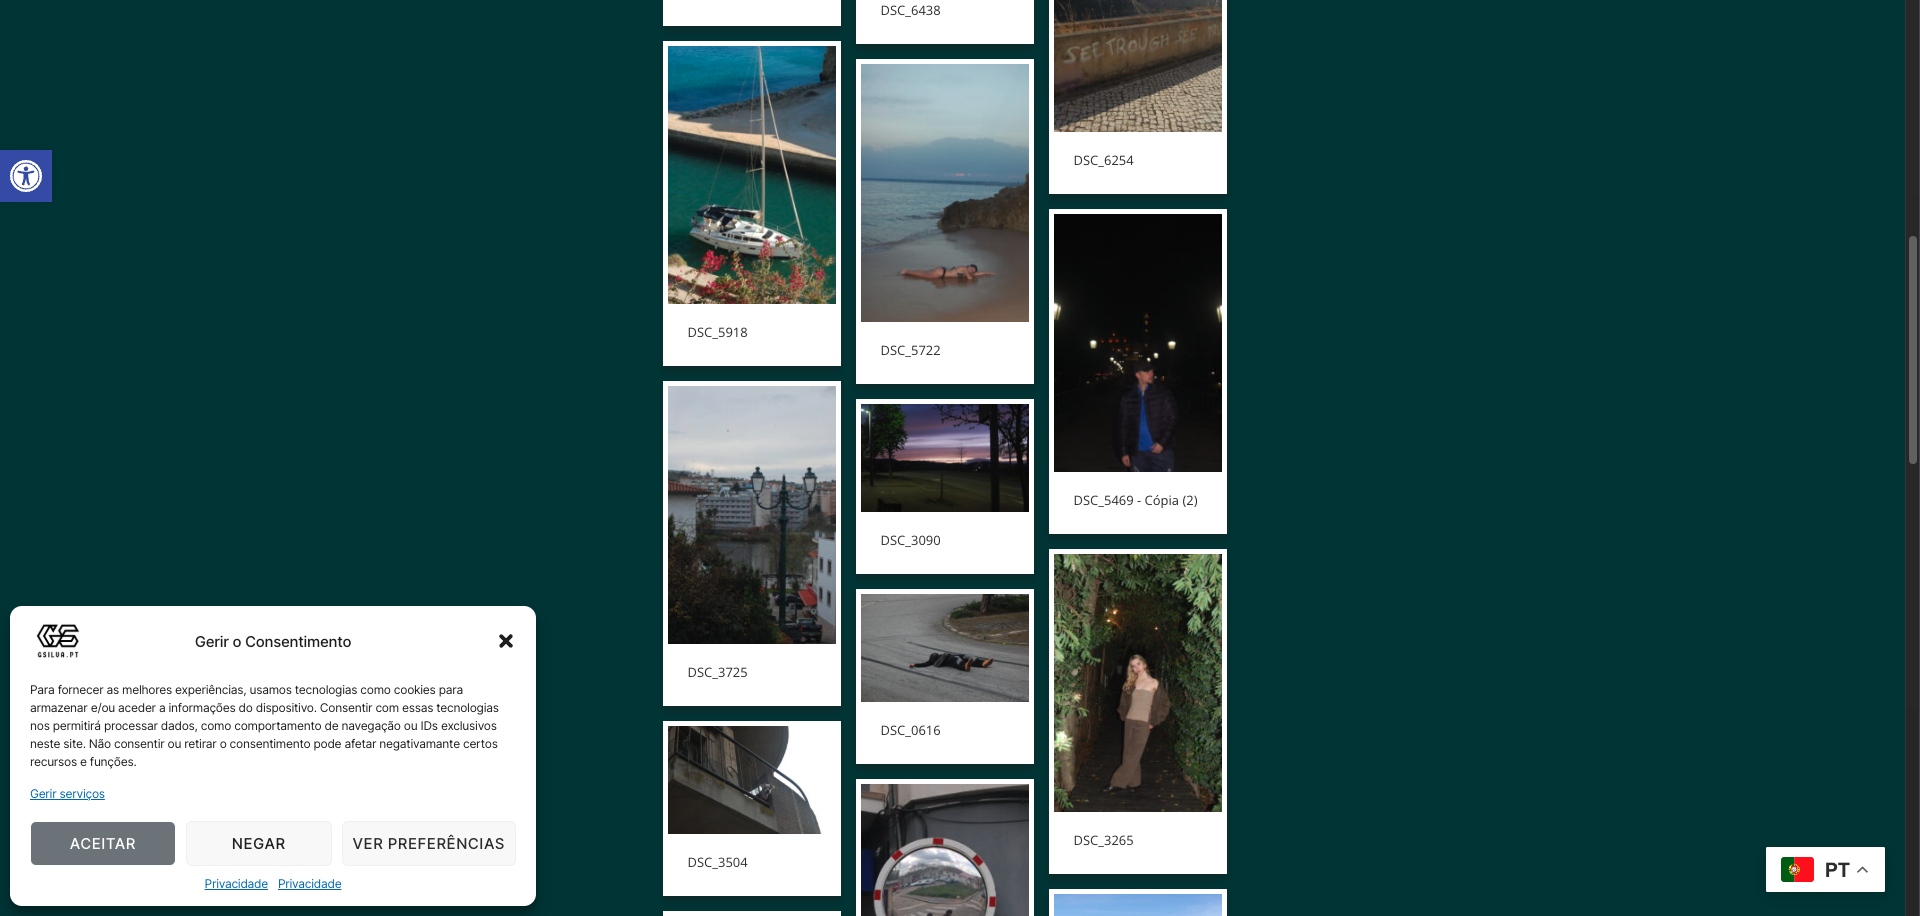 DSC_6438
SEE TROUGH SEE
DSC_6254
DSC_5918
DSC_5722
DSC_5469 - Cópia (2)
DSC_3090
DSC_3725
DSC_0616
DSC_3265
DSC_3504
GS
GSILVA.PT
Gerir o Consentimento
Para fornecer as melhores experiências, usamos tecnologias como cookies para
armazenar e/ou aceder a informações do dispositivo. Consentir com essas tecnologias
nos permitirá processar dados, como comportamento de navegação ou IDs exclusivos
neste site. Não consentir ou retirar o consentimento pode afetar negativamante certos
recursos e funções.
Gerir serviços
ACEITAR
NEGAR
VER PREFERÊNCIAS
Privacidade Privacidade
PT